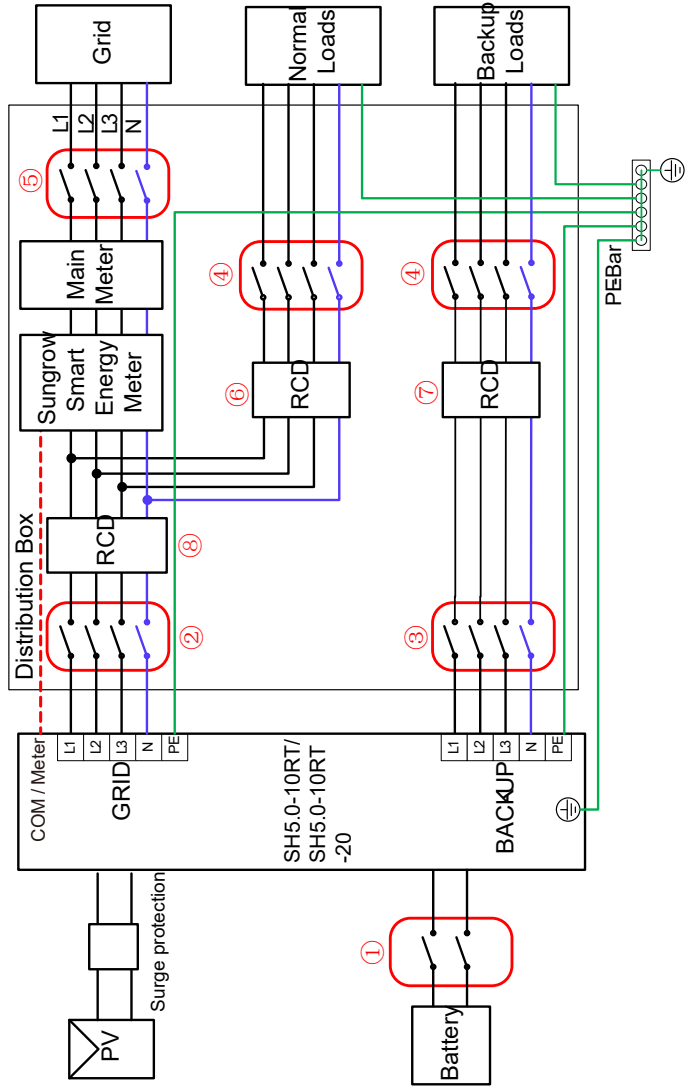 Grid
Normal
Loads
Backup
Loads
L1
L2
L3
N
⑤
Main
Meter
④
④
Sungrow
Smart
Energy
Meter
⑥
RCD
⑦
RCD
PEBar
Distribution Box
RCD
⑧
②
③
COM / Meter
L1
L2
L3
N
PE
GRID
SH5.0-10RT/
SH5.0-10RT
-20
L1
L2
L3
N
PE
BACKUP
Surge protection
①
PV
Battery